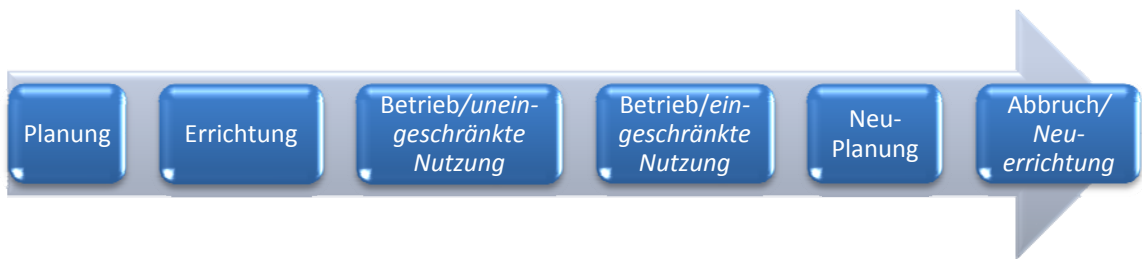 Planung
Errichtung
Betrieb/unein-
geschränkte
Nutzung
Betrieb/ein-
geschränkte
Nutzung
Neu-
Planung
Abbruch/
Neu-
errichtung